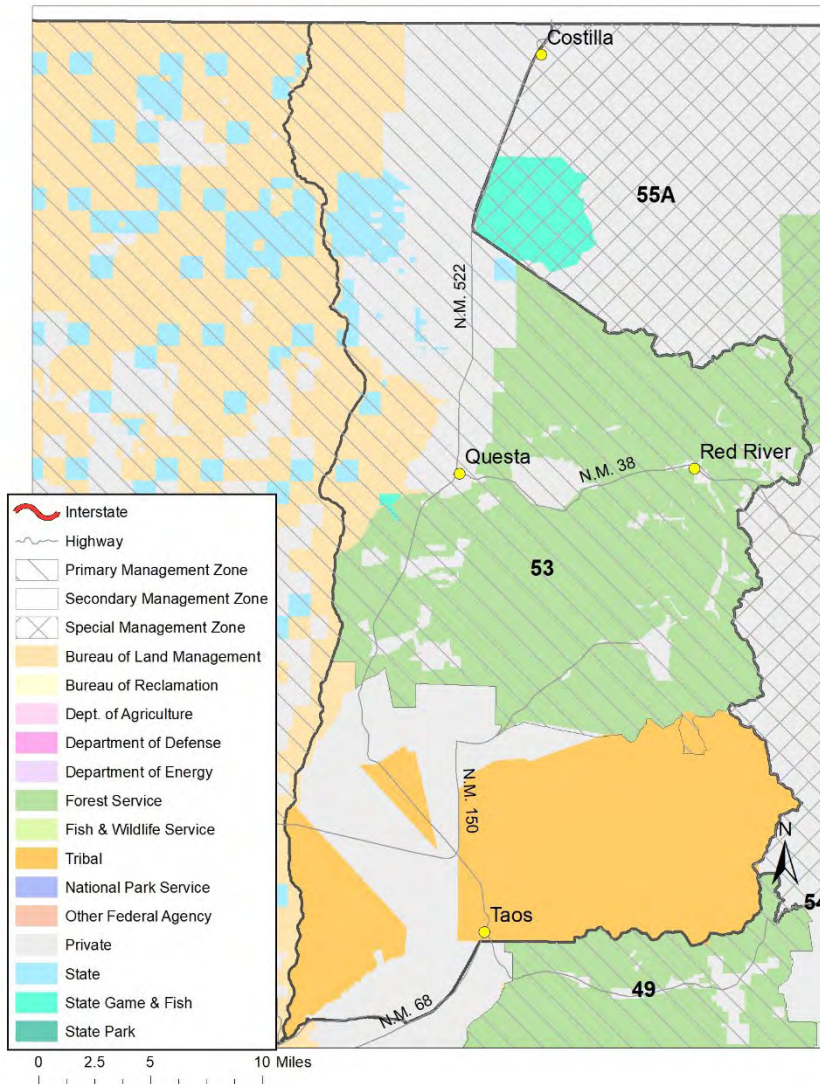 Costilla
55A
N.M. 522
Questa
N.M. 38
Red River
53
N.M. 150
N
Taos
54
49
N.M. 68
Interstate
Highway
Primary Management Zone
Secondary Management Zone
Special Management Zone
Bureau of Land Management
Bureau of Reclamation
Dept. of Agriculture
Department of Defense
Department of Energy
Forest Service
Fish & Wildlife Service
Tribal
National Park Service
Other Federal Agency
Private
State
State Game & Fish
State Park
0 2.5 5 10 Miles